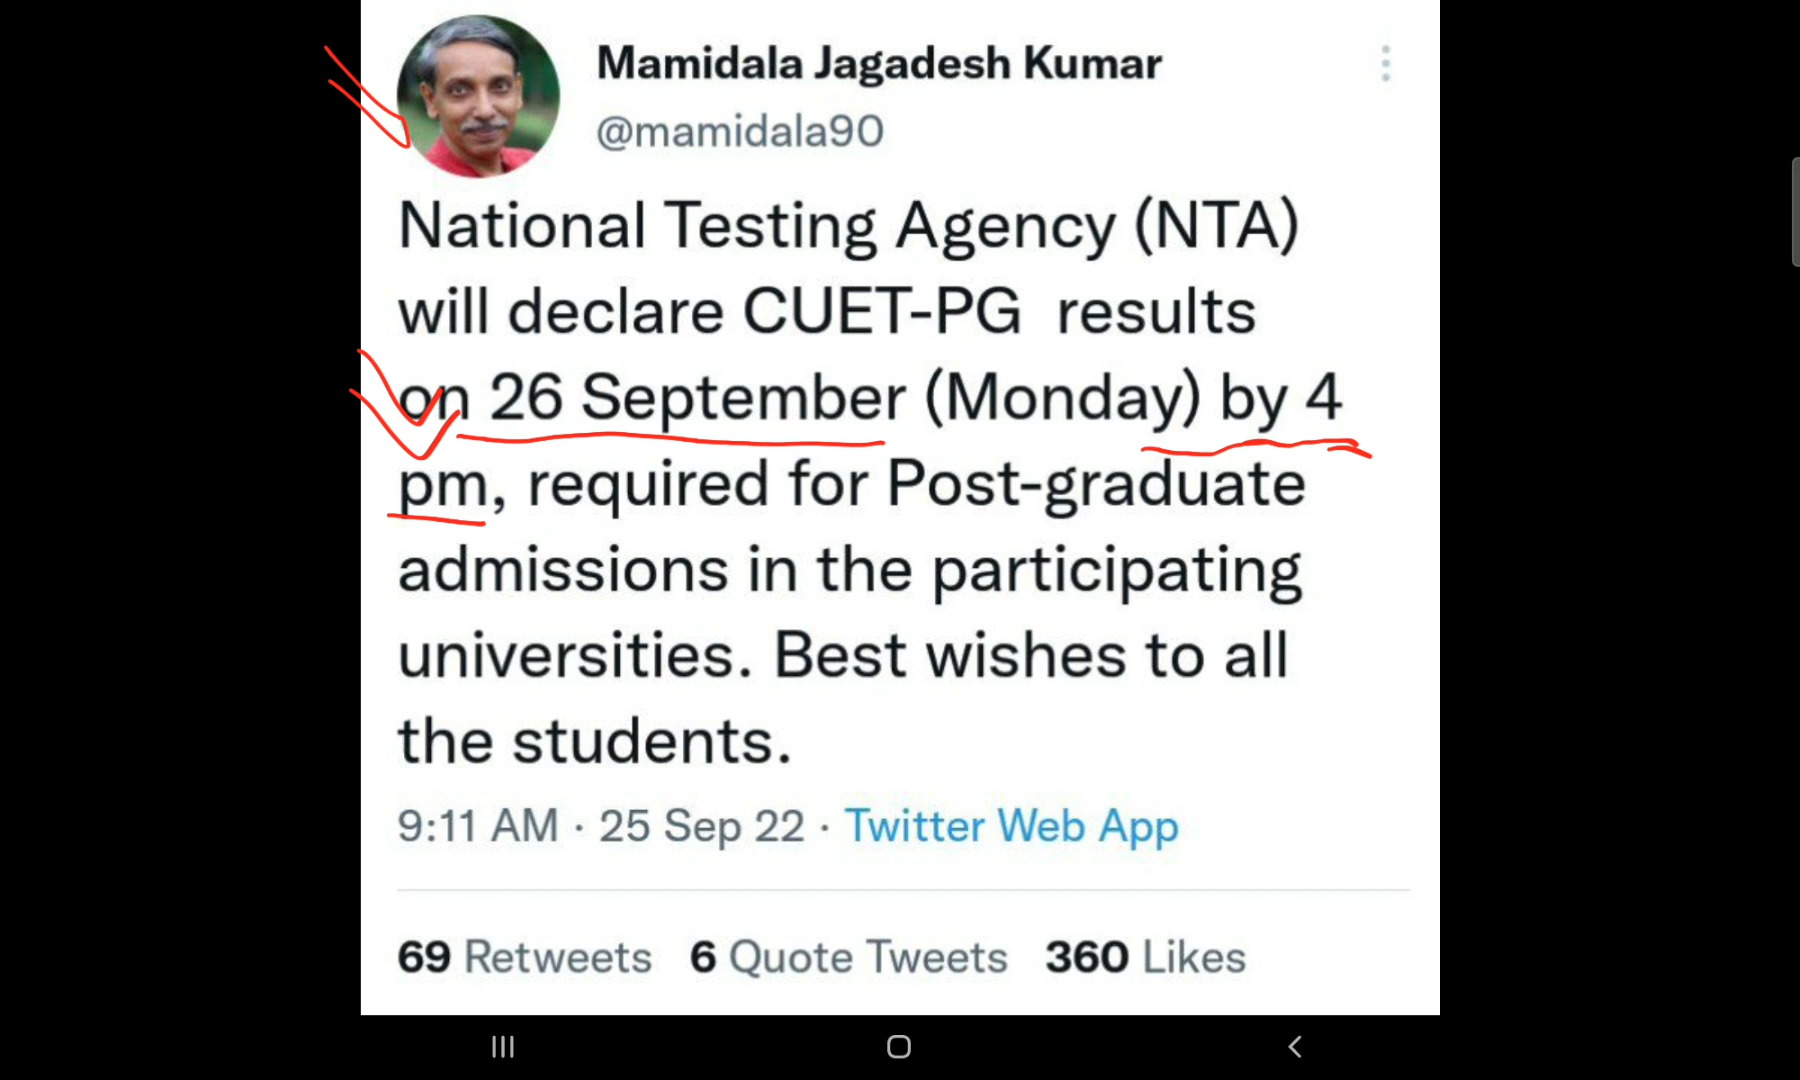 Mamidala Jagadesh Kumar
@mamidala90
National Testing Agency (NTA)
will declare CUET-PG results
on 26 September (Monday) by 4
pm, required for Post-graduate
admissions in the participating
universities. Best wishes to all
the students.
9:11 AM · 25 Sep 22 · Twitter Web App
69 Retweets 6 Quote Tweets 360 Likes